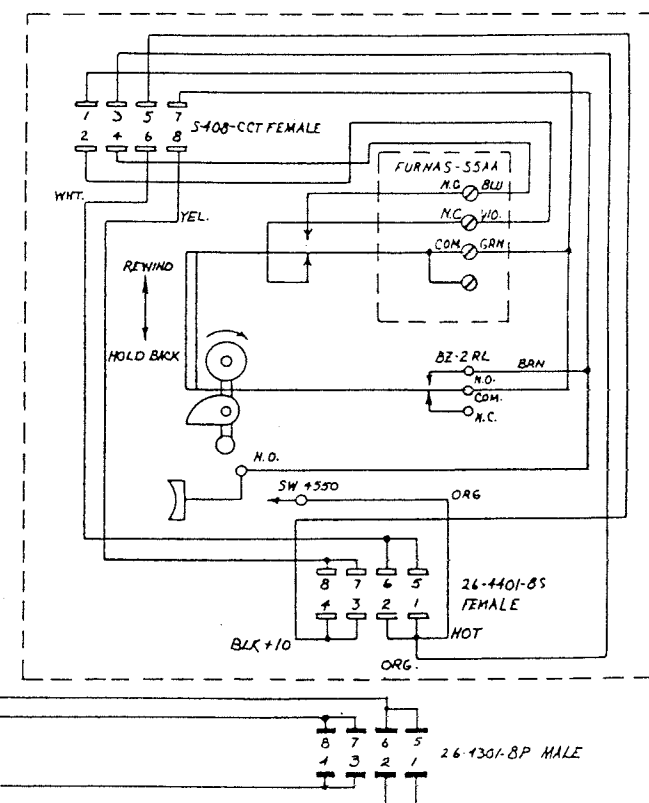 1 3 5 7
2 4 6 8
S-408-CCT FEMALE
FURNAS-55AA
N.O. BLU
WHT.
YEL.
N.C. VIO.
COM. GRN
REWIND
HOLD BACK
BZ-2RL
BRN
N.O.
COM.
N.C.
N.O.
SW 4550
ORG
8 7 6 5
26-4401-8S
4 3 2 1
FEMALE
HOT
BLK +10
ORG.
8 7 6 5
26-4301-8P MALE
4 3 2 1